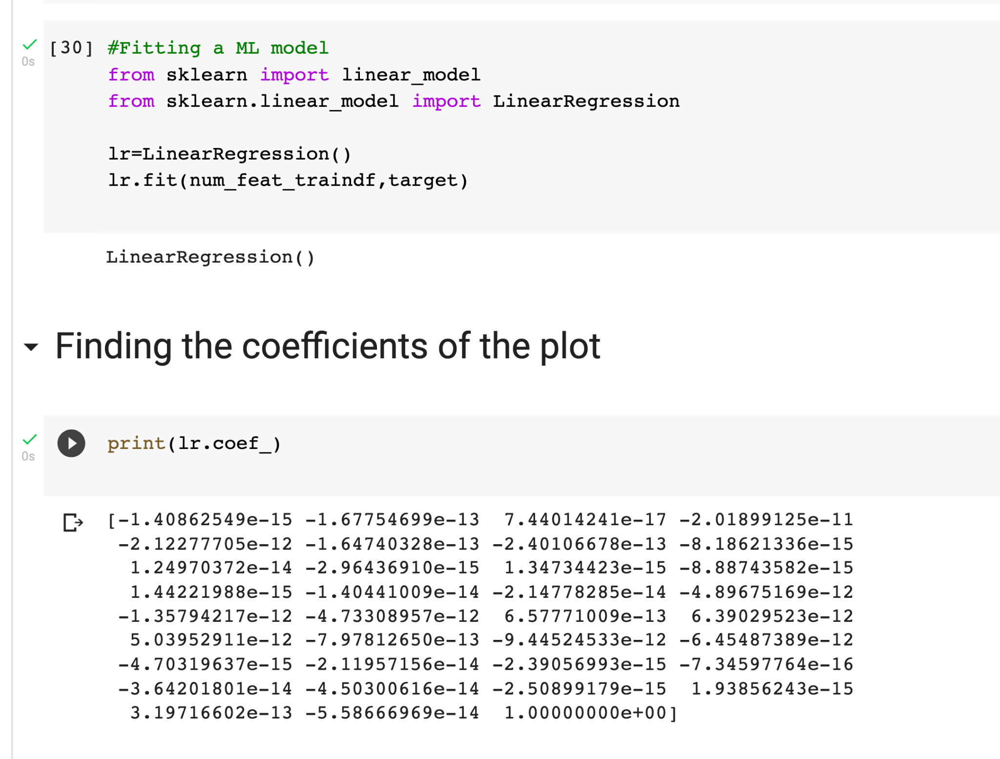 [30] #Fitting a ML model
0s
from sklearn import linear_model
from sklearn.linear_model import LinearRegression
lr=LinearRegression()
lr.fit(num_feat_traindf,target)
LinearRegression()
Finding the coefficients of the plot
print(lr.coef_)
0s
[-1.40862549e-15 -1.67754699e-13  7.44014241e-17 -2.01899125e-11
-2.12277705e-12 -1.64740328e-13 -2.40106678e-13 -8.18621336e-15
1.24970372e-14 -2.96436910e-15  1.34734423e-15 -8.88743582e-15
1.44221988e-15 -1.40441009e-14 -2.14778285e-14 -4.89675169e-12
-1.35794217e-12 -4.73308957e-12  6.57771009e-13  6.39029523e-12
5.03952911e-12 -7.97812650e-13 -9.44524533e-12 -6.45487389e-12
-4.70319637e-15 -2.11957156e-14 -2.39056993e-15 -7.34597764e-16
-3.64201801e-14 -4.50300616e-14 -2.50899179e-15  1.93856243e-15
3.19716602e-13 -5.58666969e-14  1.00000000e+00]